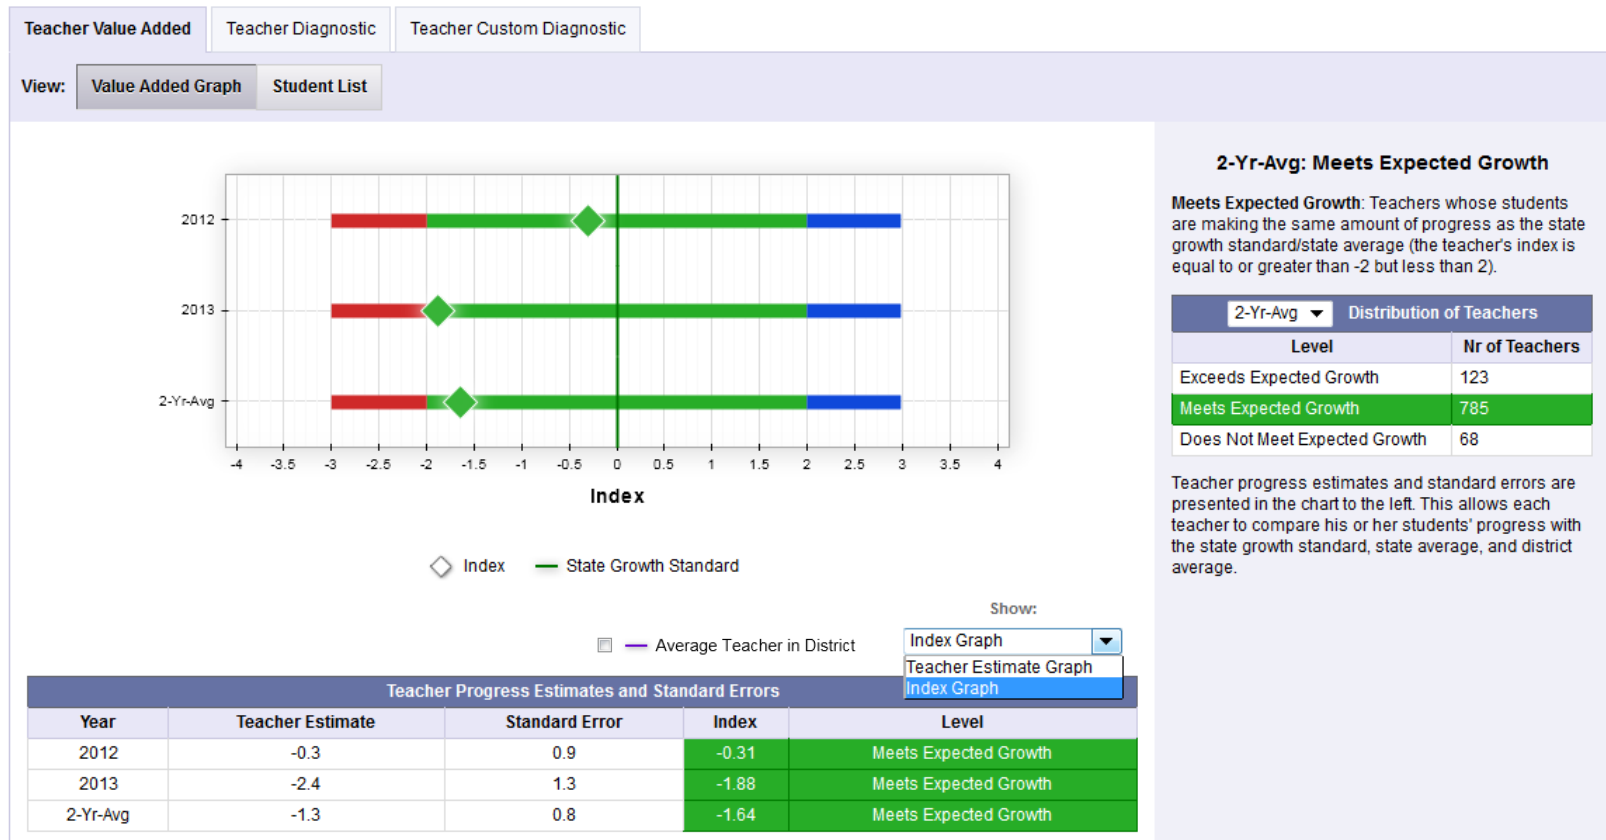 Teacher Value Added Teacher Diagnostic Teacher Custom Diagnostic
View: Value Added Graph Student List
2012
2013
2-Yr-Avg
-4 -3.5 -3 -2.5 -2 -1.5 -1 -0.5 0 0.5 1 1.5 2 2.5 3 3.5 4
Index
Index State Growth Standard
Show:
Average Teacher in District Index Graph
Teacher Estimate Graph
Index Graph
Teacher Progress Estimates and Standard Errors
Year Teacher Estimate Standard Error Index Level
2012 -0.3 0.9 -0.31 Meets Expected Growth
2013 -2.4 1.3 -1.88 Meets Expected Growth
2-Yr-Avg -1.3 0.8 -1.64 Meets Expected Growth
2-Yr-Avg: Meets Expected Growth
Meets Expected Growth: Teachers whose students
are making the same amount of progress as the state
growth standard/state average (the teacher's index is
equal to or greater than -2 but less than 2).
2-Yr-Avg Distribution of Teachers
Level Nr of Teachers
Exceeds Expected Growth 123
Meets Expected Growth 785
Does Not Meet Expected Growth 68
Teacher progress estimates and standard errors are
presented in the chart to the left. This allows each
teacher to compare his or her students' progress with
the state growth standard, state average, and district
average.